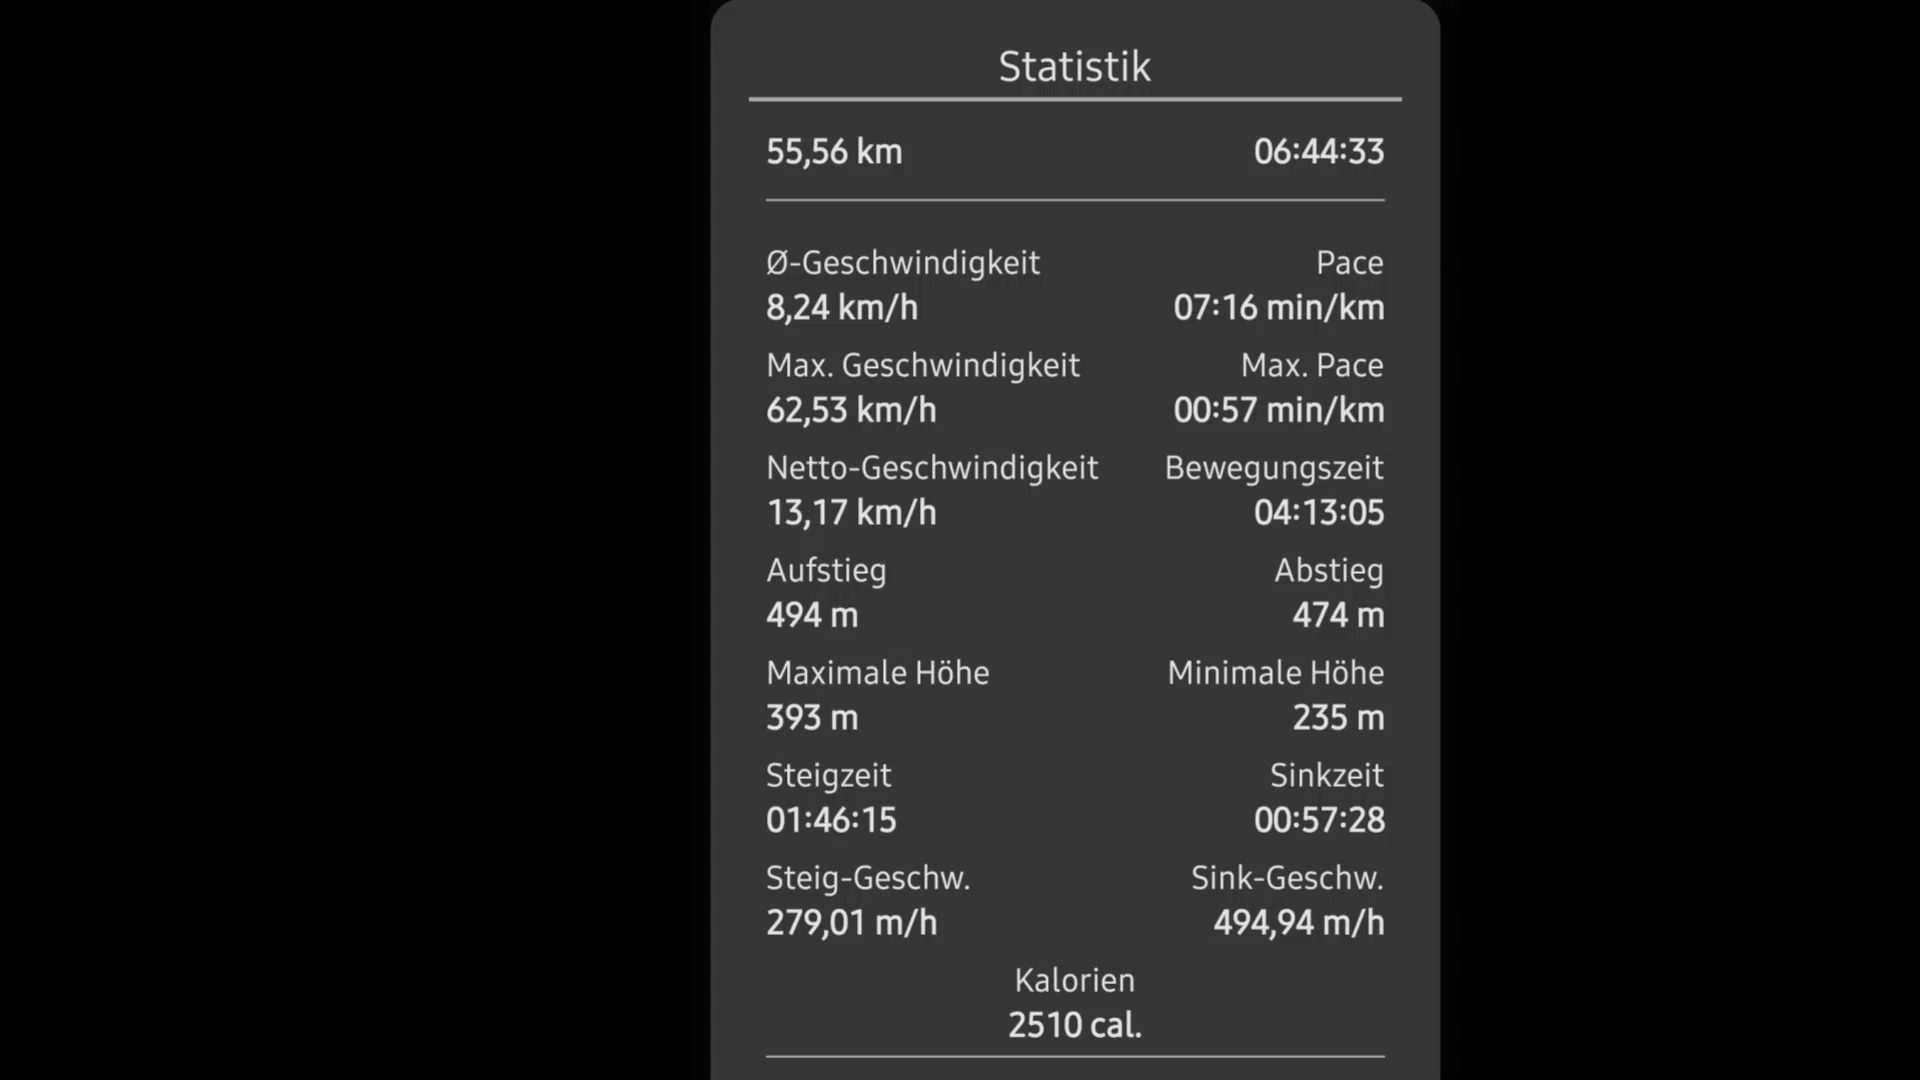 Statistik
55,56 km 06:44:33
Ø-Geschwindigkeit Pace
8,24 km/h 07:16 min/km
Max. Geschwindigkeit Max. Pace
62,53 km/h 00:57 min/km
Netto-Geschwindigkeit Bewegungszeit
13,17 km/h 04:13:05
Aufstieg Abstieg
494 m 474 m
Maximale Höhe Minimale Höhe
393 m 235 m
Steigzeit Sinkzeit
01:46:15 00:57:28
Steig-Geschw. Sink-Geschw.
279,01 m/h 494,94 m/h
Kalorien
2510 cal.